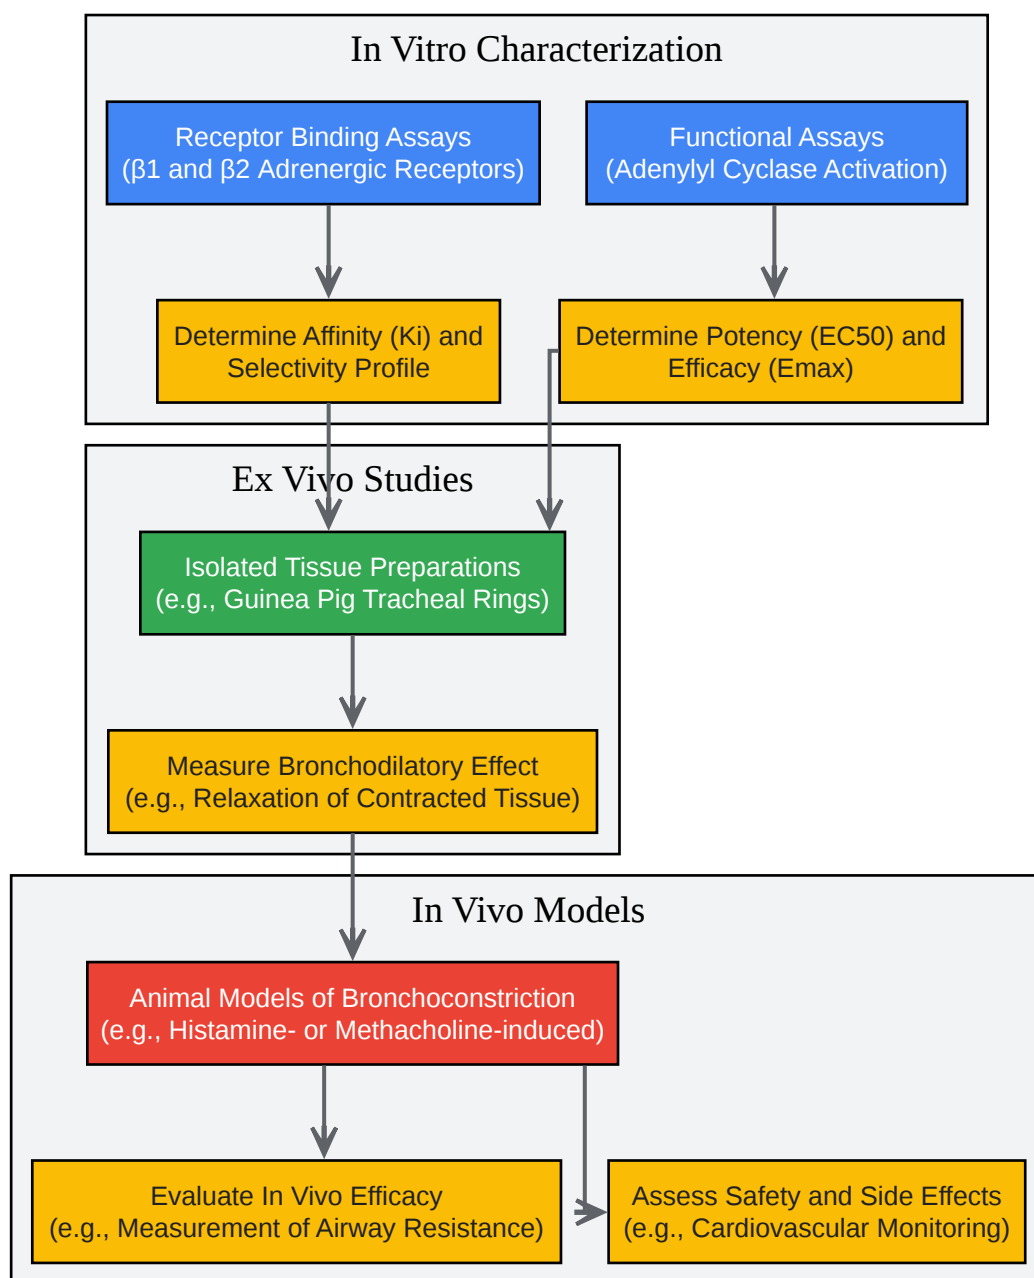 In Vitro Characterization
Receptor Binding Assays
(β1 and β2 Adrenergic Receptors)
Functional Assays
(Adenylyl Cyclase Activation)
Determine Affinity (Ki) and
Selectivity Profile
Determine Potency (EC50) and
Efficacy (Emax)
Ex Vivo Studies
Isolated Tissue Preparations
(e.g., Guinea Pig Tracheal Rings)
Measure Bronchodilatory Effect
(e.g., Relaxation of Contracted Tissue)
In Vivo Models
Animal Models of Bronchoconstriction
(e.g., Histamine- or Methacholine-induced)
Evaluate In Vivo Efficacy
(e.g., Measurement of Airway Resistance)
Assess Safety and Side Effects
(e.g., Cardiovascular Monitoring)